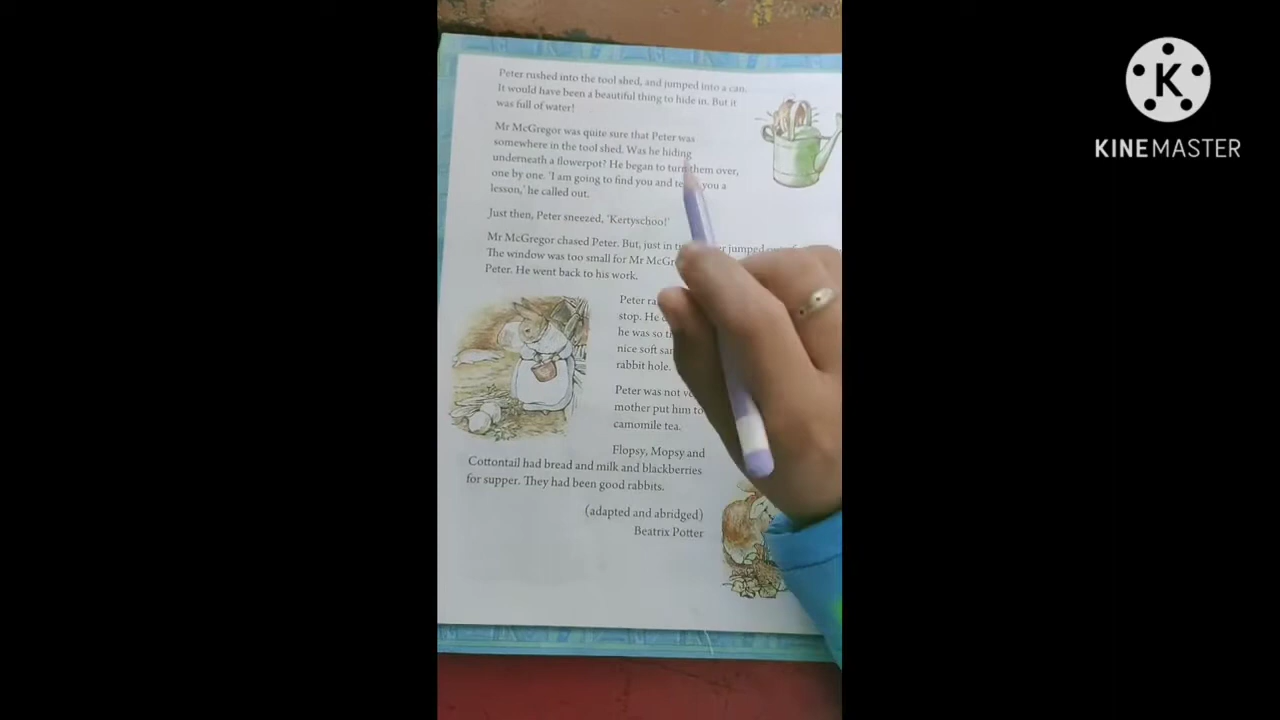 Peter rushed into the tool shed, and jumped into a can.
It would have been a beautiful thing to hide in. But it
was full of water!
Mr McGregor was quite sure that Peter was
somewhere in the tool shed. Was he hiding
underneath a flowerpot? He began to turn them over,
one by one. 'I am going to find you and you a
lesson,' he called out.
Just then, Peter sneezed, 'Kertyschoo!'
Mr McGregor chased Peter. But, just in jumped
The window was too small for Mr
Peter. He went back to his work.
Peter
stop. He
he was so
nice soft
rabbit hole.
Peter was not
mother put him
camomile tea.
Flopsy, Mopsy and
Cottontail had bread and milk and blackberries
for supper. They had been good rabbits.
(adapted and abridged)
Beatrix Potter
K
KINEMASTER